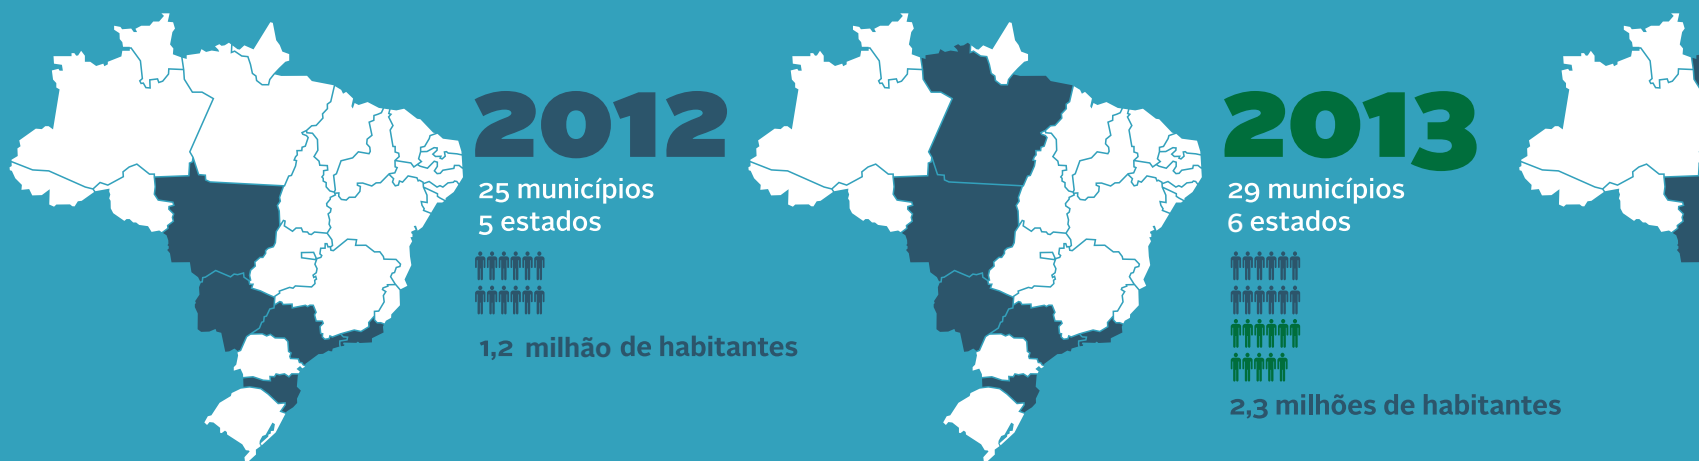 2012
25 municípios
5 estados
1,2 milhão de habitantes
2013
29 municípios
6 estados
2,3 milhões de habitantes